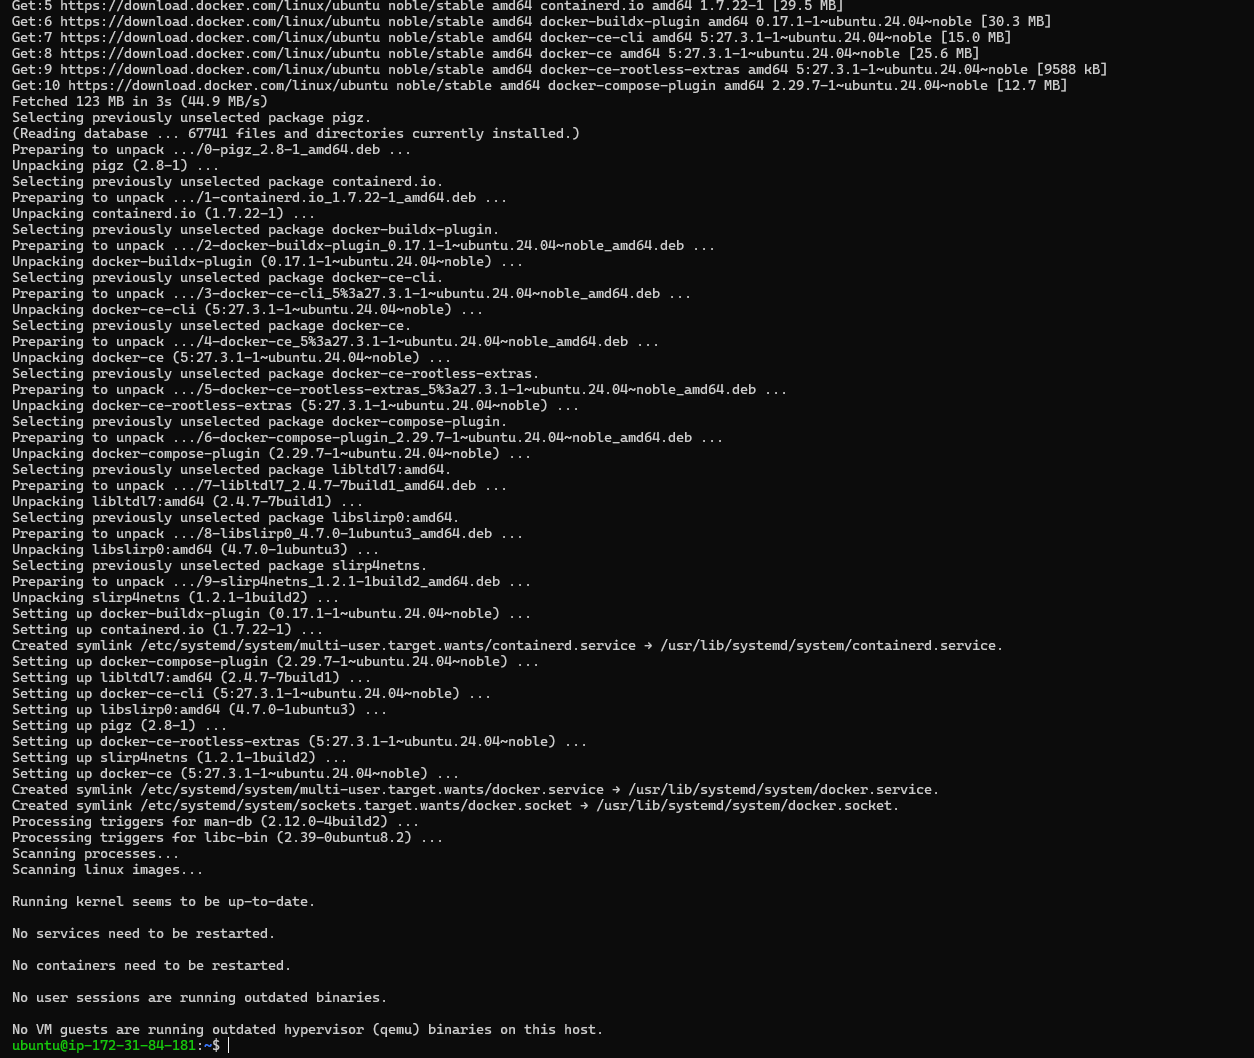 Get:5 https://download.docker.com/linux/ubuntu noble/stable amd64 containerd.io amd64 1.7.22-1 [29.5 MB]
Get:6 https://download.docker.com/linux/ubuntu noble/stable amd64 docker-buildx-plugin amd64 0.17.1-1~ubuntu.24.04~noble [30.3 MB]
Get:7 https://download.docker.com/linux/ubuntu noble/stable amd64 docker-ce-cli amd64 5:27.3.1-1~ubuntu.24.04~noble [15.0 MB]
Get:8 https://download.docker.com/linux/ubuntu noble/stable amd64 docker-ce amd64 5:27.3.1-1~ubuntu.24.04~noble [25.6 MB]
Get:9 https://download.docker.com/linux/ubuntu noble/stable amd64 docker-ce-rootless-extras amd64 5:27.3.1-1~ubuntu.24.04~noble [9588 kB]
Get:10 https://download.docker.com/linux/ubuntu noble/stable amd64 docker-compose-plugin amd64 2.29.7-1~ubuntu.24.04~noble [12.7 MB]
Fetched 123 MB in 3s (44.9 MB/s)
Selecting previously unselected package pigz.
(Reading database ... 67741 files and directories currently installed.)
Preparing to unpack .../0-pigz_2.8-1_amd64.deb ...
Unpacking pigz (2.8-1) ...
Selecting previously unselected package containerd.io.
Preparing to unpack .../1-containerd.io_1.7.22-1_amd64.deb ...
Unpacking containerd.io (1.7.22-1) ...
Selecting previously unselected package docker-buildx-plugin.
Preparing to unpack .../2-docker-buildx-plugin_0.17.1-1~ubuntu.24.04~noble_amd64.deb ...
Unpacking docker-buildx-plugin (0.17.1-1~ubuntu.24.04~noble) ...
Selecting previously unselected package docker-ce-cli.
Preparing to unpack .../3-docker-ce-cli_5%3a27.3.1-1~ubuntu.24.04~noble_amd64.deb ...
Unpacking docker-ce-cli (5:27.3.1-1~ubuntu.24.04~noble) ...
Selecting previously unselected package docker-ce.
Preparing to unpack .../4-docker-ce_5%3a27.3.1-1~ubuntu.24.04~noble_amd64.deb ...
Unpacking docker-ce (5:27.3.1-1~ubuntu.24.04~noble) ...
Selecting previously unselected package docker-ce-rootless-extras.
Preparing to unpack .../5-docker-ce-rootless-extras_5%3a27.3.1-1~ubuntu.24.04~noble_amd64.deb ...
Unpacking docker-ce-rootless-extras (5:27.3.1-1~ubuntu.24.04~noble) ...
Selecting previously unselected package docker-compose-plugin.
Preparing to unpack .../6-docker-compose-plugin_2.29.7-1~ubuntu.24.04~noble_amd64.deb ...
Unpacking docker-compose-plugin (2.29.7-1~ubuntu.24.04~noble) ...
Selecting previously unselected package libltdl7:amd64.
Preparing to unpack .../7-libltdl7_2.4.7-7build1_amd64.deb ...
Unpacking libltdl7:amd64 (2.4.7-7build1) ...
Selecting previously unselected package libslirp0:amd64.
Preparing to unpack .../8-libslirp0_4.7.0-1ubuntu3_amd64.deb ...
Unpacking libslirp0:amd64 (4.7.0-1ubuntu3) ...
Selecting previously unselected package slirp4netns.
Preparing to unpack .../9-slirp4netns_1.2.1-1build2_amd64.deb ...
Unpacking slirp4netns (1.2.1-1build2) ...
Setting up docker-buildx-plugin (0.17.1-1~ubuntu.24.04~noble) ...
Setting up containerd.io (1.7.22-1) ...
Created symlink /etc/systemd/system/multi-user.target.wants/containerd.service → /usr/lib/systemd/system/containerd.service.
Setting up docker-compose-plugin (2.29.7-1~ubuntu.24.04~noble) ...
Setting up libltdl7:amd64 (2.4.7-7build1) ...
Setting up docker-ce-cli (5:27.3.1-1~ubuntu.24.04~noble) ...
Setting up libslirp0:amd64 (4.7.0-1ubuntu3) ...
Setting up pigz (2.8-1) ...
Setting up docker-ce-rootless-extras (5:27.3.1-1~ubuntu.24.04~noble) ...
Setting up slirp4netns (1.2.1-1build2) ...
Setting up docker-ce (5:27.3.1-1~ubuntu.24.04~noble) ...
Created symlink /etc/systemd/system/multi-user.target.wants/docker.service → /usr/lib/systemd/system/docker.service.
Created symlink /etc/systemd/system/sockets.target.wants/docker.socket → /usr/lib/systemd/system/docker.socket.
Processing triggers for man-db (2.12.0-4build2) ...
Processing triggers for libc-bin (2.39-0ubuntu8.2) ...
Scanning processes...
Scanning linux images...
Running kernel seems to be up-to-date.
No services need to be restarted.
No containers need to be restarted.
No user sessions are running outdated binaries.
No VM guests are running outdated hypervisor (qemu) binaries on this host.
ubuntu@ip-172-31-84-181:~$